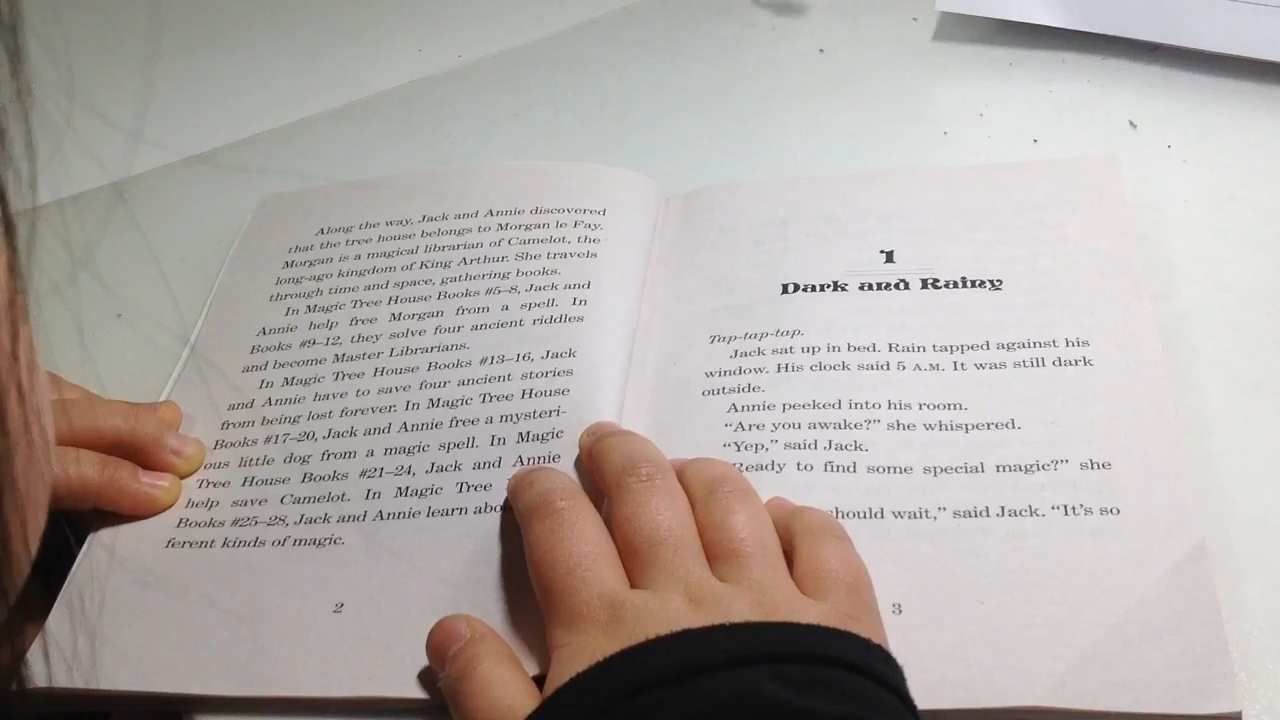 Along the way, Jack and Annie discovered
that the tree house belongs to Morgan le Fay.
Morgan is a magical librarian of Camelot, the
long-ago kingdom of King Arthur. She travels
through time and space, gathering books.
In Magic Tree House Books #5–8, Jack and
Annie help free Morgan from a spell. In
Books #9–12, they solve four ancient riddles
and become Master Librarians.
In Magic Tree House Books #13–16, Jack
and Annie have to save four ancient stories
from being lost forever. In Magic Tree House
Books #17–20, Jack and Annie free a mysteri-
ous little dog from a magic spell. In Magic
Tree House Books #21–24, Jack and Annie
help save Camelot. In Magic Tree
Books #25–28, Jack and Annie learn
ferent kinds of magic.
2
1
Dark and Rainy
Tap-tap-tap.
Jack sat up in bed. Rain tapped against his
window. His clock said 5 A.M. It was still dark
outside.
Annie peeked into his room.
“Are you awake?” she whispered.
“Yep,” said Jack.
Ready to find some special magic?” she
should wait,” said Jack. “It’s so
3